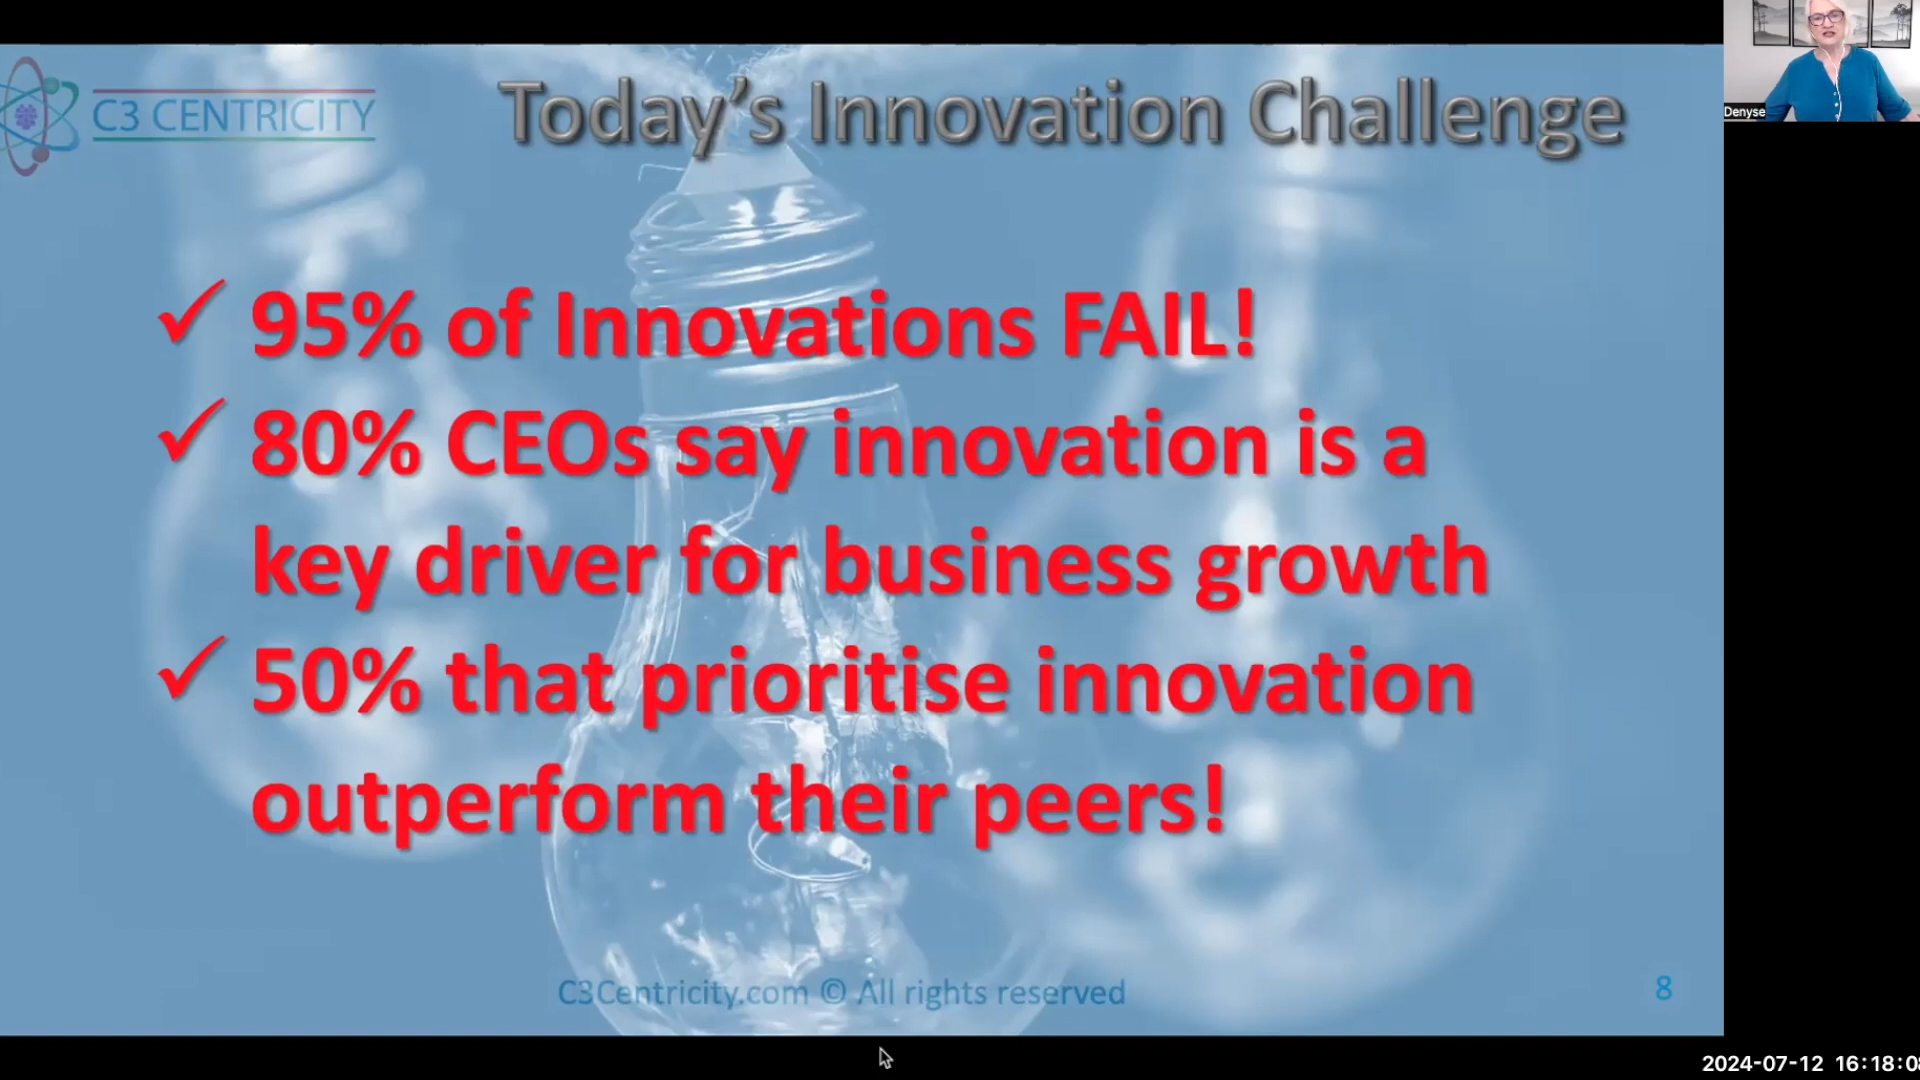 C3 CENTRICITY
Today's Innovation Challenge
Denyse
✓ 95% of Innovations FAIL!
✓ 80% CEOs say innovation is a
key driver for business growth
✓ 50% that prioritise innovation
outperform their peers!
C3Centricity.com © All rights reserved
8
2024-07-12 16:18:0